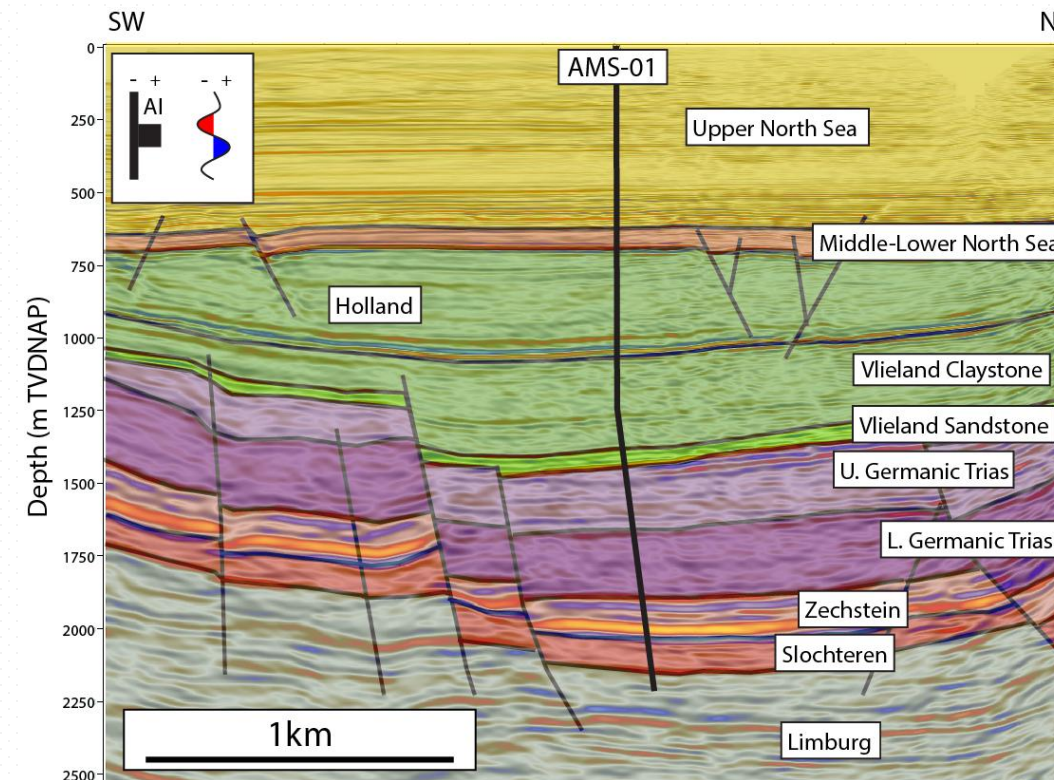 SW
N
0
250
500
750
1000
1250
1500
1750
2000
2250
2500
Depth (m TVDNAP)
- +
AI
- +
AMS-01
Upper North Sea
Middle-Lower North Sea
Holland
Vlieland Claystone
Vlieland Sandstone
U. Germanic Trias
L. Germanic Trias
Zechstein
Slochteren
Limburg
1km